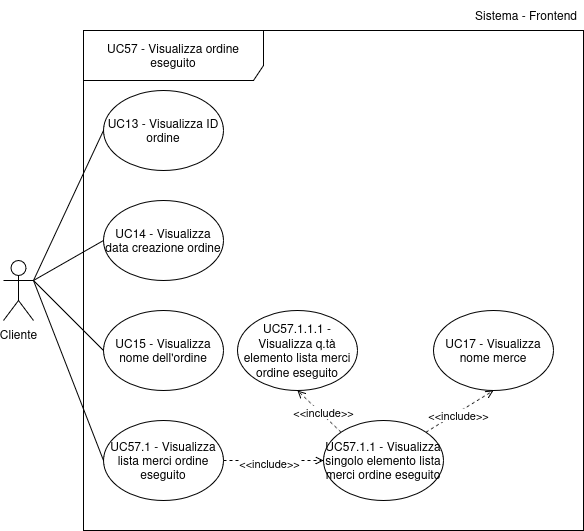 Sistema - Frontend
UC57 - Visualizza ordine
eseguito
UC13 - Visualizza ID
ordine
UC14 - Visualizza
data creazione ordine
Cliente
UC15 - Visualizza
nome dell'ordine
UC57.1.1.1 -
Visualizza q.tà
elemento lista merci
ordine eseguito
UC17 - Visualizza
nome merce
<<include>>
<<include>>
UC57.1 - Visualizza
lista merci ordine
eseguito
<<include>>
UC57.1.1 - Visualizza
singolo elemento lista
merci ordine eseguito